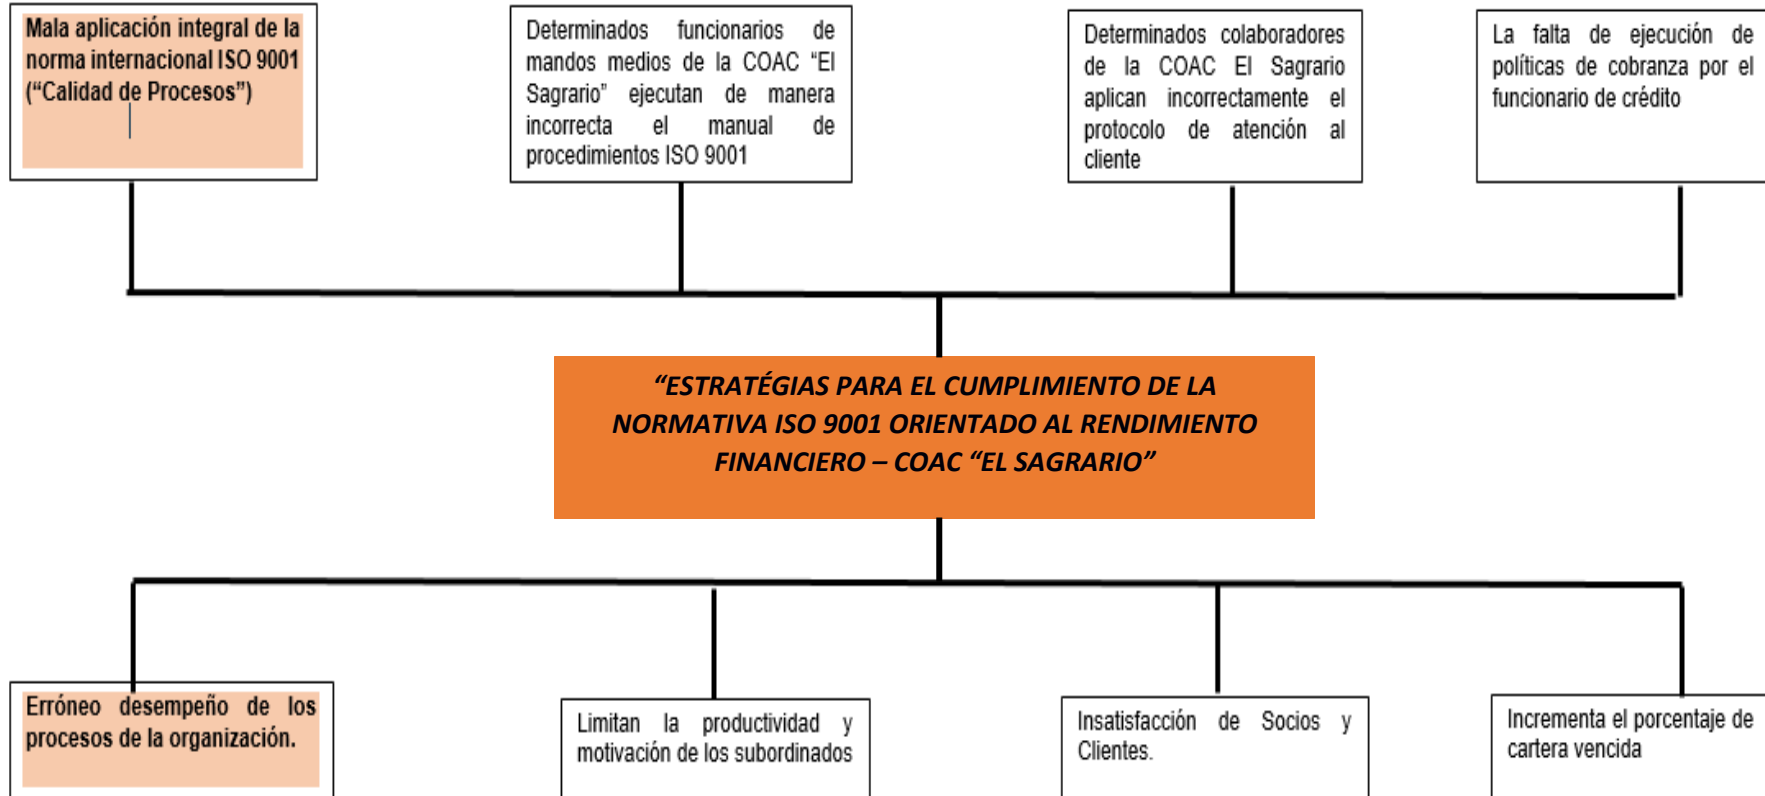 Mala aplicación integral de la
norma internacional ISO 9001
(“Calidad de Procesos”)
Determinados funcionarios de
mandos medios de la COAC “El
Sagrario” ejecutan de manera
incorrecta el manual de
procedimientos ISO 9001
Determinados colaboradores
de la COAC El Sagrario
aplican incorrectamente el
protocolo de atención al
cliente
La falta de ejecución de
políticas de cobranza por el
funcionario de crédito
“ESTRATÉGIAS PARA EL CUMPLIMIENTO DE LA
NORMATIVA ISO 9001 ORIENTADO AL RENDIMIENTO
FINANCIERO – COAC “EL SAGRARIO”
Erróneo desempeño de los
procesos de la organización.
Limitan la productividad y
motivación de los subordinados
Insatisfacción de Socios y
Clientes.
Incrementa el porcentaje de
cartera vencida